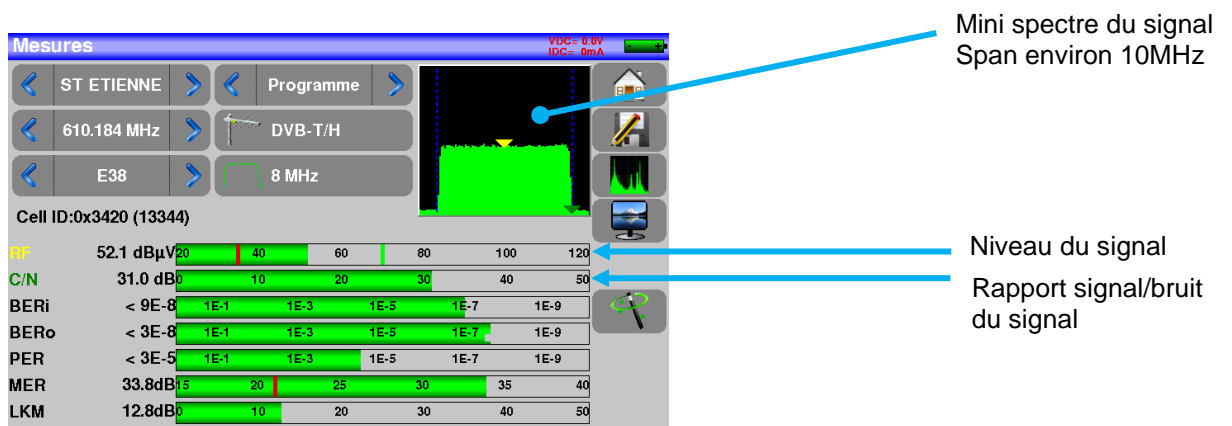 Mini spectre du signal
Span environ 10MHz
Mesures
VDC= 0.0V
IDC= 0mA
- +
ST ETIENNE
Programme
610.184 MHz
DVB-T/H
E38
8 MHz
Cell ID:0x3420 (13344)
RF 52.1 dBµV 20 40 60 80 100 120
Niveau du signal
C/N 31.0 dB 0 10 20 30 40 50
Rapport signal/bruit
du signal
BERi < 9E-8 1E-1 1E-3 1E-5 1E-7 1E-9
BERo < 3E-8 1E-1 1E-3 1E-5 1E-7 1E-9
PER < 3E-5 1E-1 1E-3 1E-5 1E-7 1E-9
MER 33.8dB 15 20 25 30 35 40
LKM 12.8dB 0 10 20 30 40 50